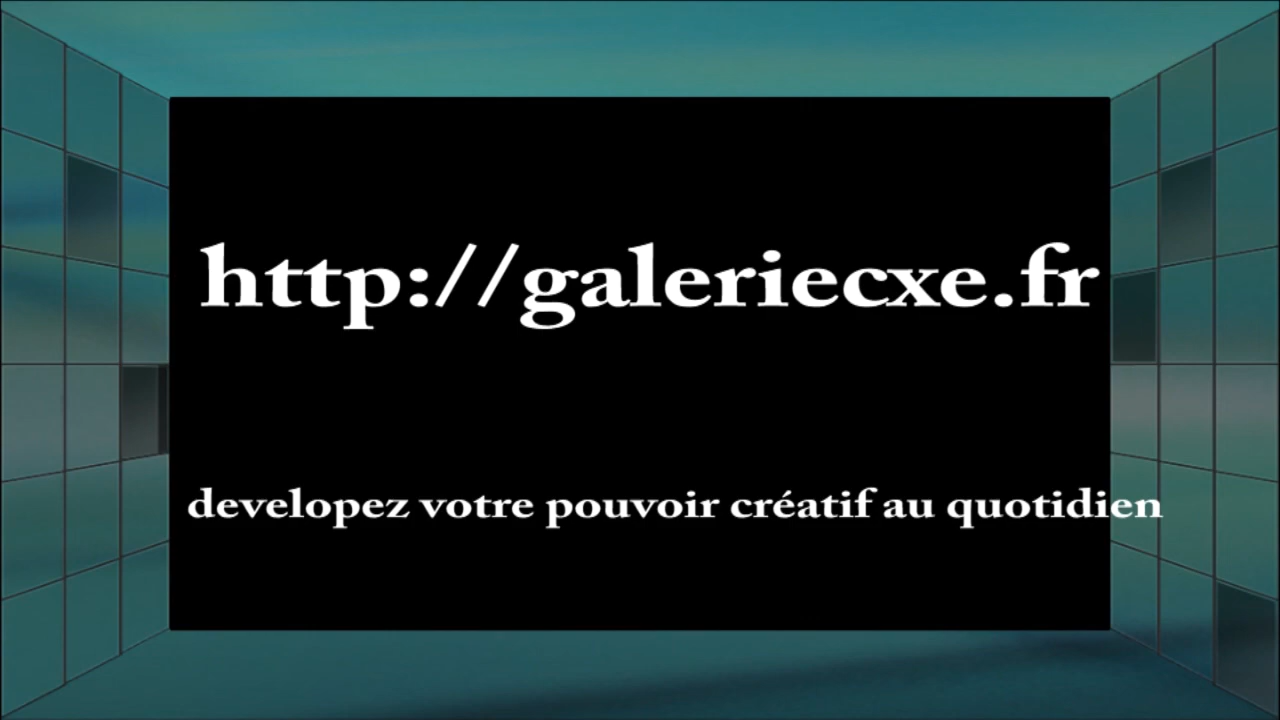 http://galeriecxe.fr
developez votre pouvoir créatif au quotidien